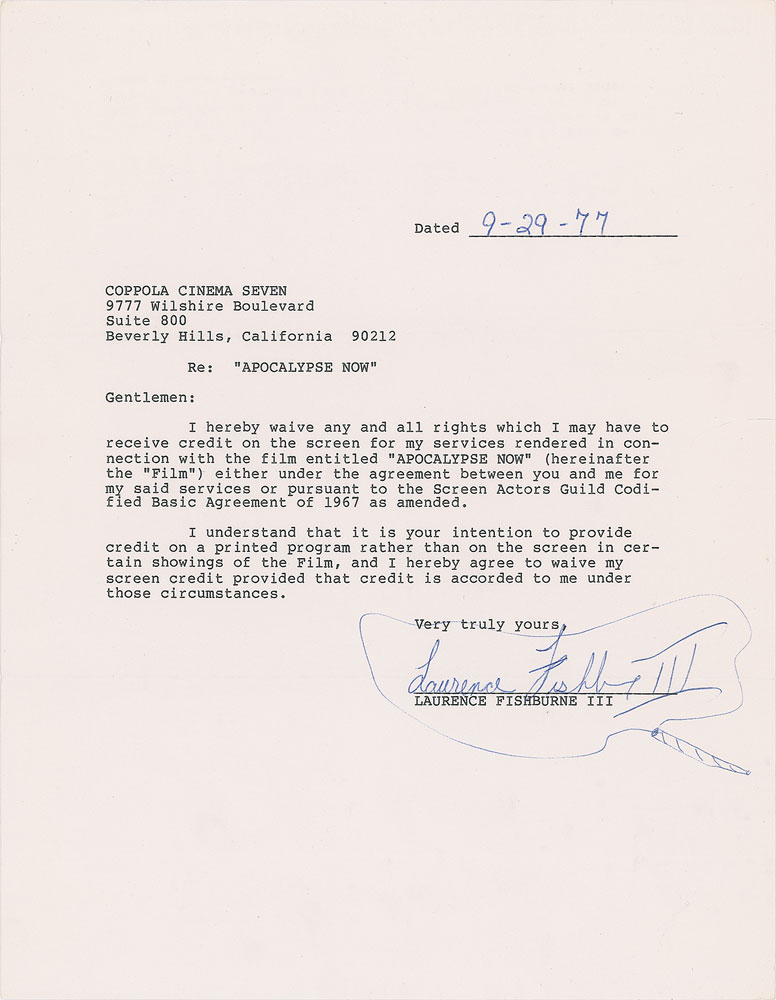 Dated 9-29-77
COPPOLA CINEMA SEVEN
9777 Wilshire Boulevard
Suite 800
Beverly Hills, California 90212
Re: "APOCALYPSE NOW"
Gentlemen:
I hereby waive any and all rights which I may have to
receive credit on the screen for my services rendered in con-
nection with the film entitled "APOCALYPSE NOW" (hereinafter
the "Film") either under the agreement between you and me for
my said services or pursuant to the Screen Actors Guild Codi-
fied Basic Agreement of 1967 as amended.
I understand that it is your intention to provide
credit on a printed program rather than on the screen in cer-
tain showings of the Film, and I hereby agree to waive my
screen credit provided that credit is accorded to me under
those circumstances.
Very truly yours,
Laurence Fishburne III
LAURENCE FISHBURNE III